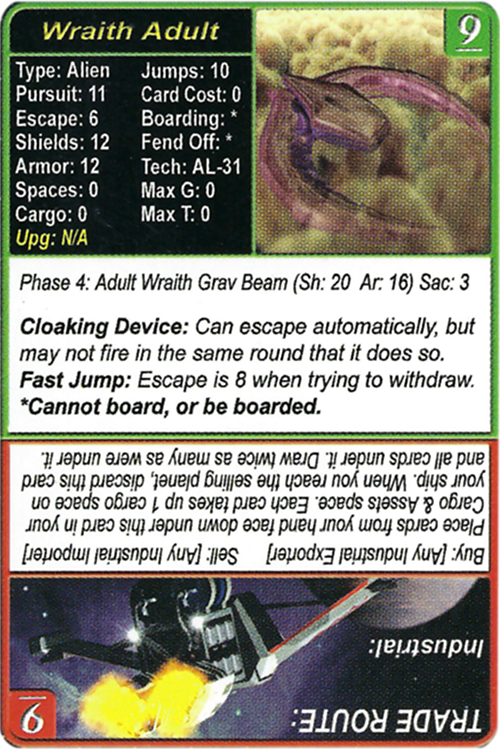 Wraith Adult
9
Type: Alien
Pursuit: 11
Escape: 6
Shields: 12
Armor: 12
Spaces: 0
Cargo: 0
Upg: N/A
Jumps: 10
Card Cost: 0
Boarding: *
Fend Off: *
Tech: AL-31
Max G: 0
Max T: 0
Phase 4: Adult Wraith Grav Beam (Sh: 20 Ar: 16) Sac: 3
Cloaking Device: Can escape automatically, but
may not fire in the same round that it does so.
Fast Jump: Escape is 8 when trying to withdraw.
*Cannot board, or be boarded.
TRADE ROUTE:
9
Industrial:
Buy: [Any Industrial Exporter] Sell: [Any Industrial Importer]
Place cards from your hand face down under this card in your
Cargo & Assets space. Each card takes up 1 cargo space on
your ship. When you reach the selling planet, discard this card
and all cards under it. Draw twice as many as were under it.